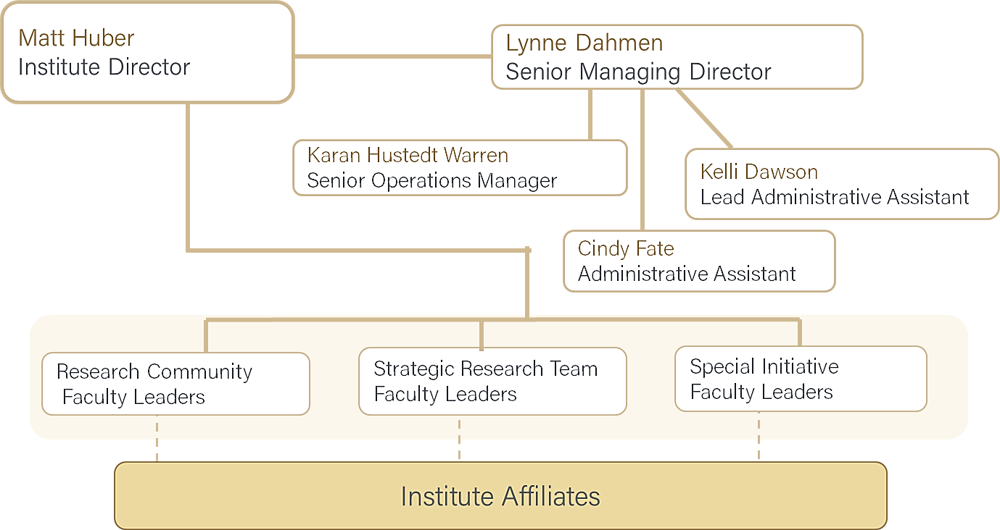 Matt Huber
Institute Director
Lynne Dahmen
Senior Managing Director
Karan Hustedt Warren
Senior Operations Manager
Kelli Dawson
Lead Administrative Assistant
Cindy Fate
Administrative Assistant
Research Community
Faculty Leaders
Strategic Research Team
Faculty Leaders
Special Initiative
Faculty Leaders
Institute Affiliates